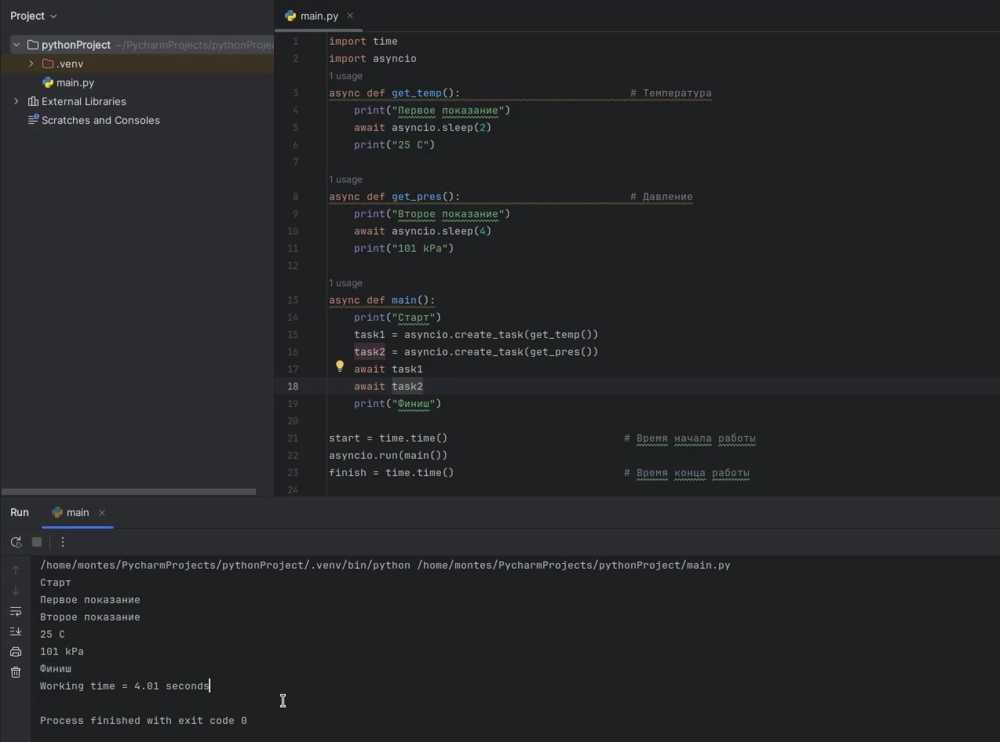 Project
main.py
pythonProject ~/PycharmProjects/pythonProjec
.venv
main.py
External Libraries
Scratches and Consoles
1 import time
2 import asyncio
1 usage
3 async def get_temp(): # Температура
4 print("Первое показание")
5 await asyncio.sleep(2)
6 print("25 C")
7
1 usage
8 async def get_pres(): # Давление
9 print("Второе показание")
10 await asyncio.sleep(4)
11 print("101 kPa")
12
1 usage
13 async def main():
14 print("Старт")
15 task1 = asyncio.create_task(get_temp())
16 task2 = asyncio.create_task(get_pres())
17 await task1
18 await task2
19 print("Финиш")
20
21 start = time.time() # Время начала работы
22 asyncio.run(main())
23 finish = time.time() # Время конца работы
24
Run main
/home/montes/PycharmProjects/pythonProject/.venv/bin/python /home/montes/PycharmProjects/pythonProject/main.py
Старт
Первое показание
Второе показание
25 C
101 kPa
Финиш
Working time = 4.01 seconds
Process finished with exit code 0